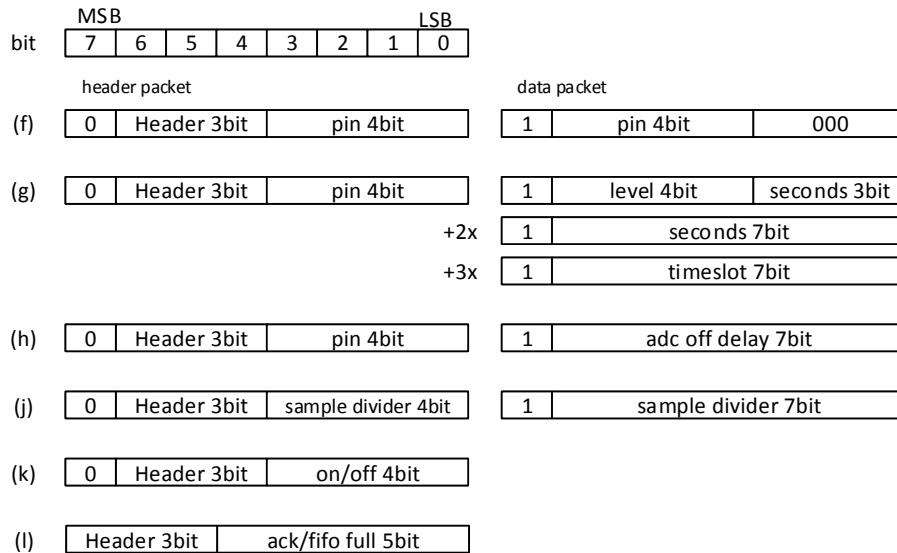 MSB LSB
bit 7 6 5 4 3 2 1 0
header packet data packet
(f) 0 Header 3bit pin 4bit 1 pin 4bit 000
(g) 0 Header 3bit pin 4bit 1 level 4bit seconds 3bit
+2x 1 seconds 7bit
+3x 1 timeslot 7bit
(h) 0 Header 3bit pin 4bit 1 adc off delay 7bit
(j) 0 Header 3bit sample divider 4bit 1 sample divider 7bit
(k) 0 Header 3bit on/off 4bit
(l) Header 3bit ack/fifo full 5bit